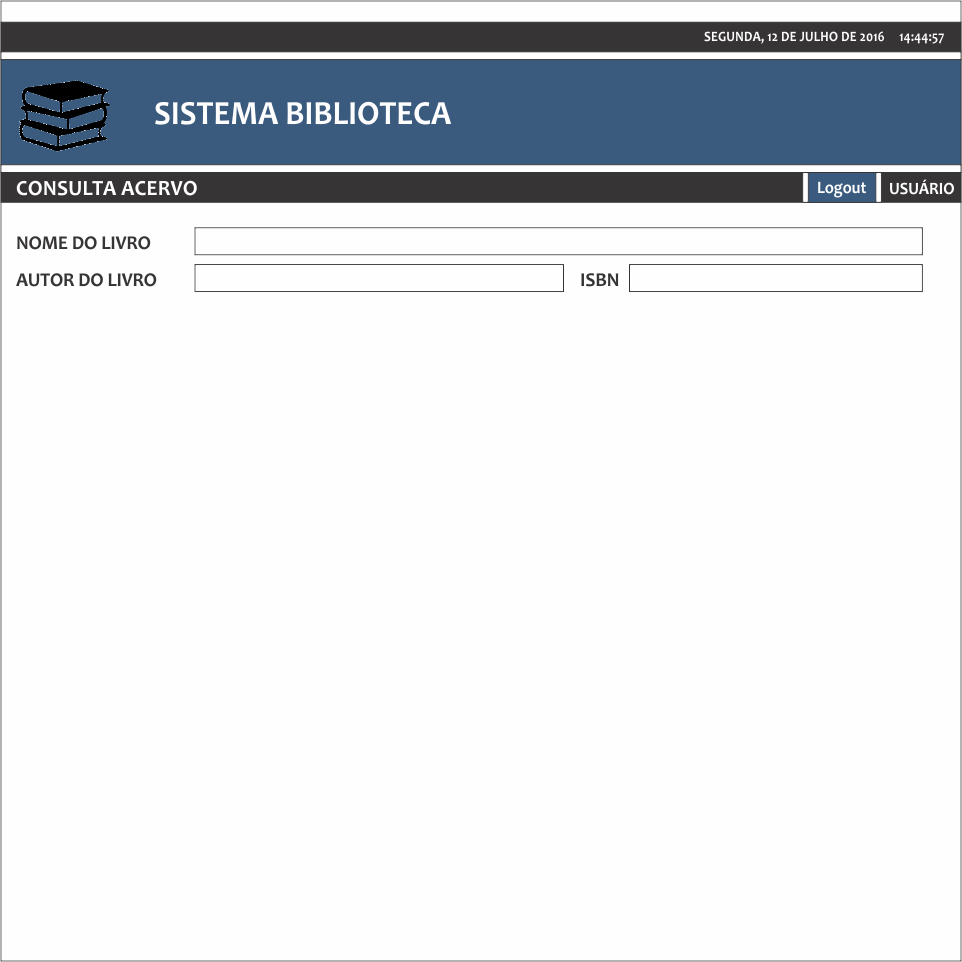 SEGUNDA, 12 DE JULHO DE 2016 14:44:57
SISTEMA BIBLIOTECA
CONSULTA ACERVO Logout USUÁRIO
NOME DO LIVRO
AUTOR DO LIVRO ISBN